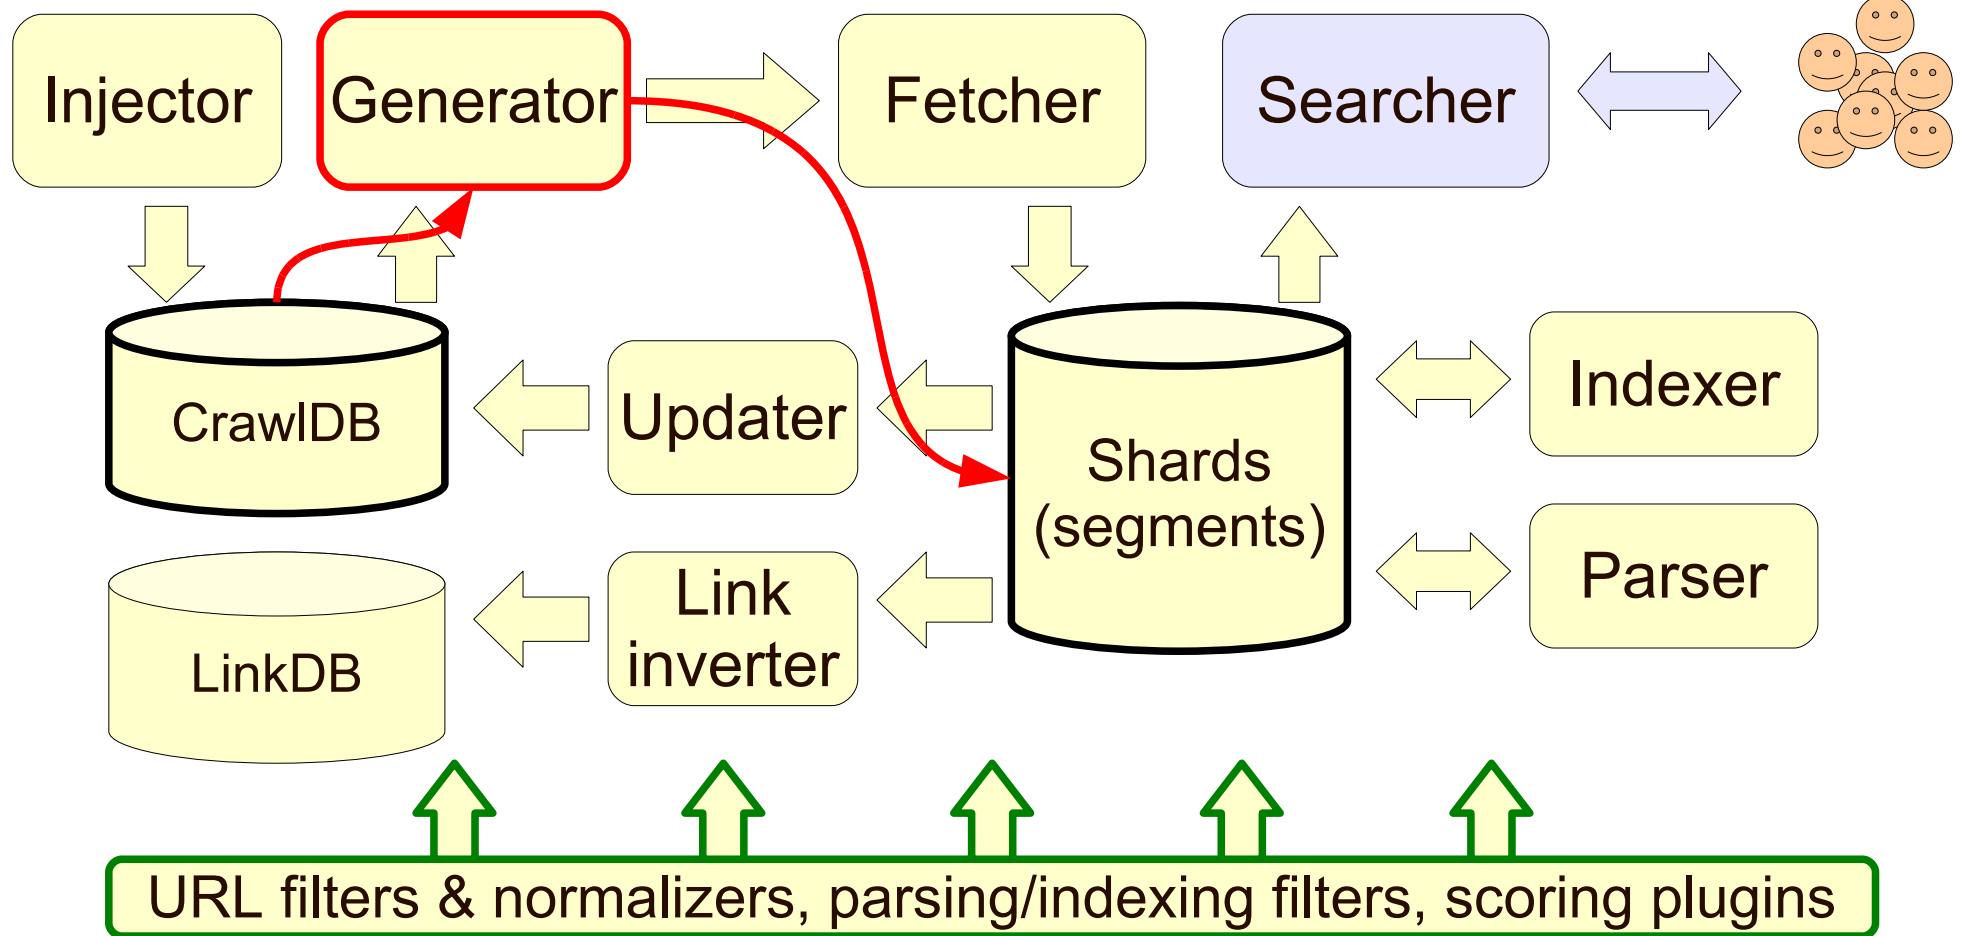 Injector
Generator
Fetcher
Searcher
CrawlDB
Updater
Shards
(segments)
Indexer
LinkDB
Link
inverter
Parser
URL filters & normalizers, parsing/indexing filters, scoring plugins